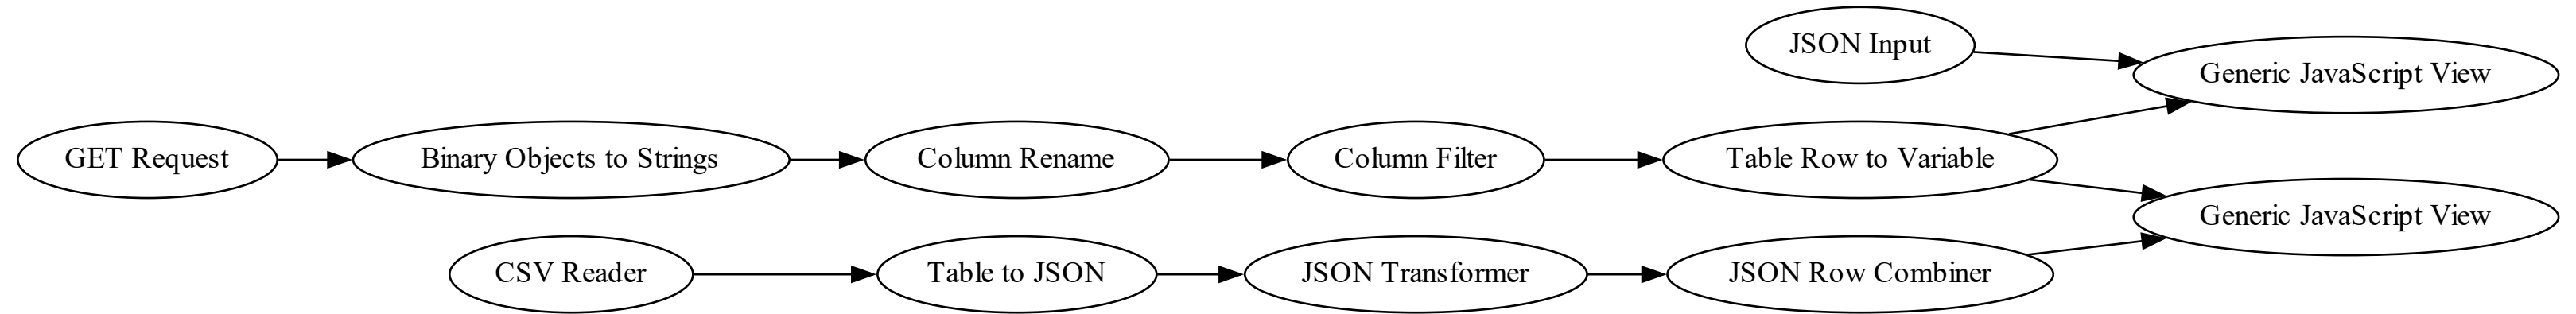 JSON Input
Generic JavaScript View
GET Request
Binary Objects to Strings
Column Rename
Column Filter
Table Row to Variable
Generic JavaScript View
CSV Reader
Table to JSON
JSON Transformer
JSON Row Combiner